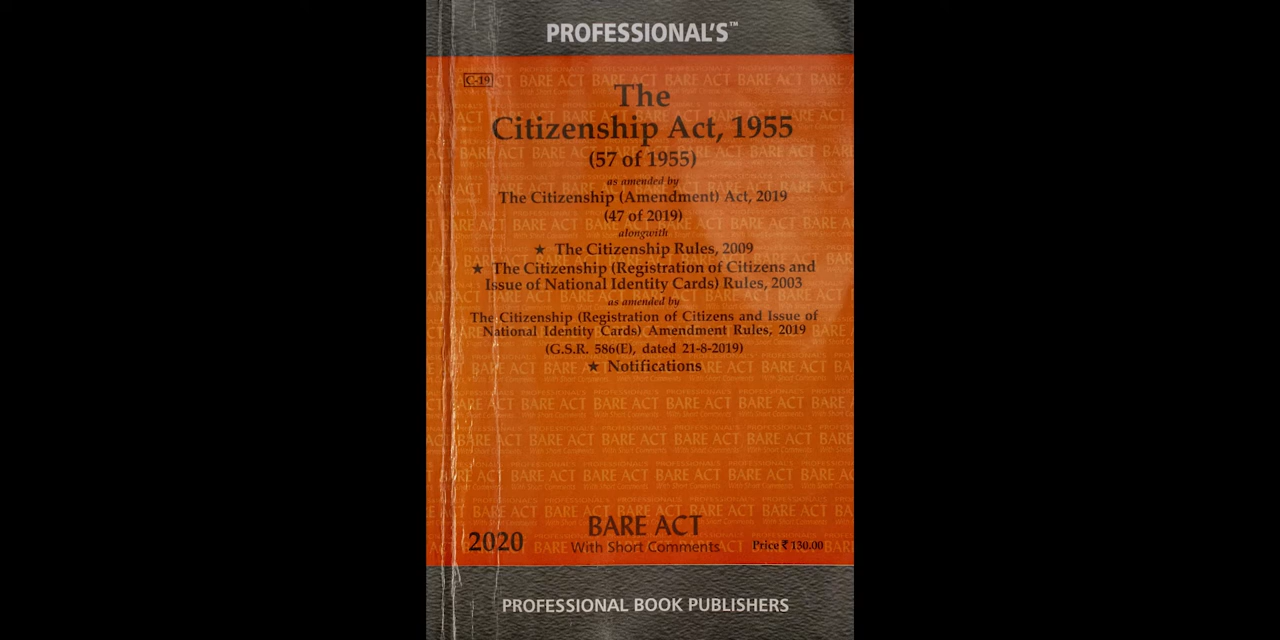 PROFESSIONAL'S™
C-19
The
Citizenship Act, 1955
(57 of 1955)
as amended by
The Citizenship (Amendment) Act, 2019
(47 of 2019)
alongwith
★ The Citizenship Rules, 2009
★ The Citizenship (Registration of Citizens and
Issue of National Identity Cards) Rules, 2003
as amended by
The Citizenship (Registration of Citizens and Issue of
National Identity Cards) Amendment Rules, 2019
(G.S.R. 586(E), dated 21-8-2019)
★ Notifications
BARE ACT
2020
With Short Comments
Price ₹ 130.00
PROFESSIONAL BOOK PUBLISHERS